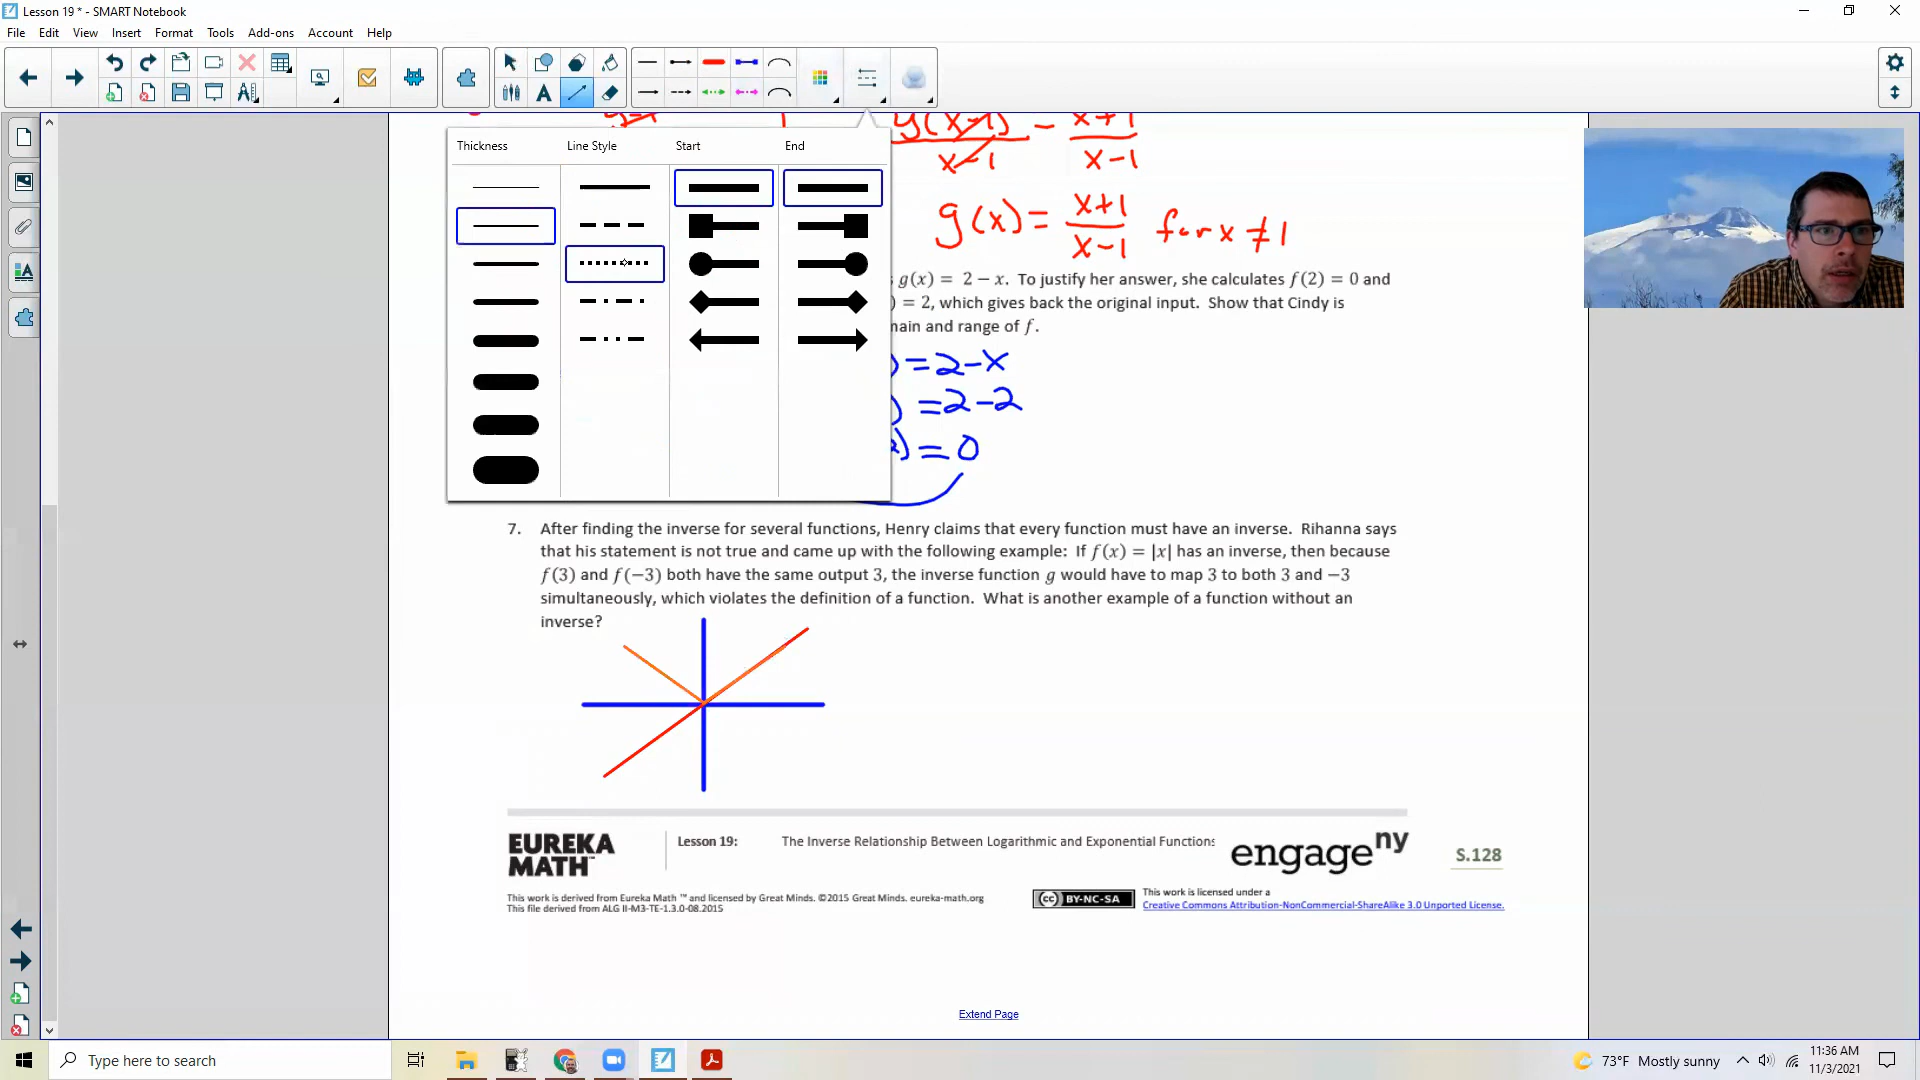 Lesson 19 * - SMART Notebook
File Edit View Insert Format Tools Add-ons Account Help
Thickness Line Style Start End
y(x-1) - x+1
x-1 x-1
g(x) = x+1 for x ≠ 1
x-1
g(x) = 2 − x. To justify her answer, she calculates f(2) = 0 and
) = 2, which gives back the original input. Show that Cindy is
main and range of f.
) = 2-x
) = 2-2
) = 0
7. After finding the inverse for several functions, Henry claims that every function must have an inverse. Rihanna says
that his statement is not true and came up with the following example: If f(x) = |x| has an inverse, then because
f(3) and f(−3) both have the same output 3, the inverse function g would have to map 3 to both 3 and −3
simultaneously, which violates the definition of a function. What is another example of a function without an
inverse?
EUREKA
MATH™
Lesson 19: The Inverse Relationship Between Logarithmic and Exponential Functions
engage ny
S.128
This work is derived from Eureka Math ™ and licensed by Great Minds. ©2015 Great Minds. eureka-math.org
This file derived from ALG II-M3-TE-1.3.0-08.2015
(cc) BY-NC-SA
This work is licensed under a
Creative Commons Attribution-NonCommercial-ShareAlike 3.0 Unported License.
Extend Page
Type here to search
73°F Mostly sunny
11:36 AM
11/3/2021